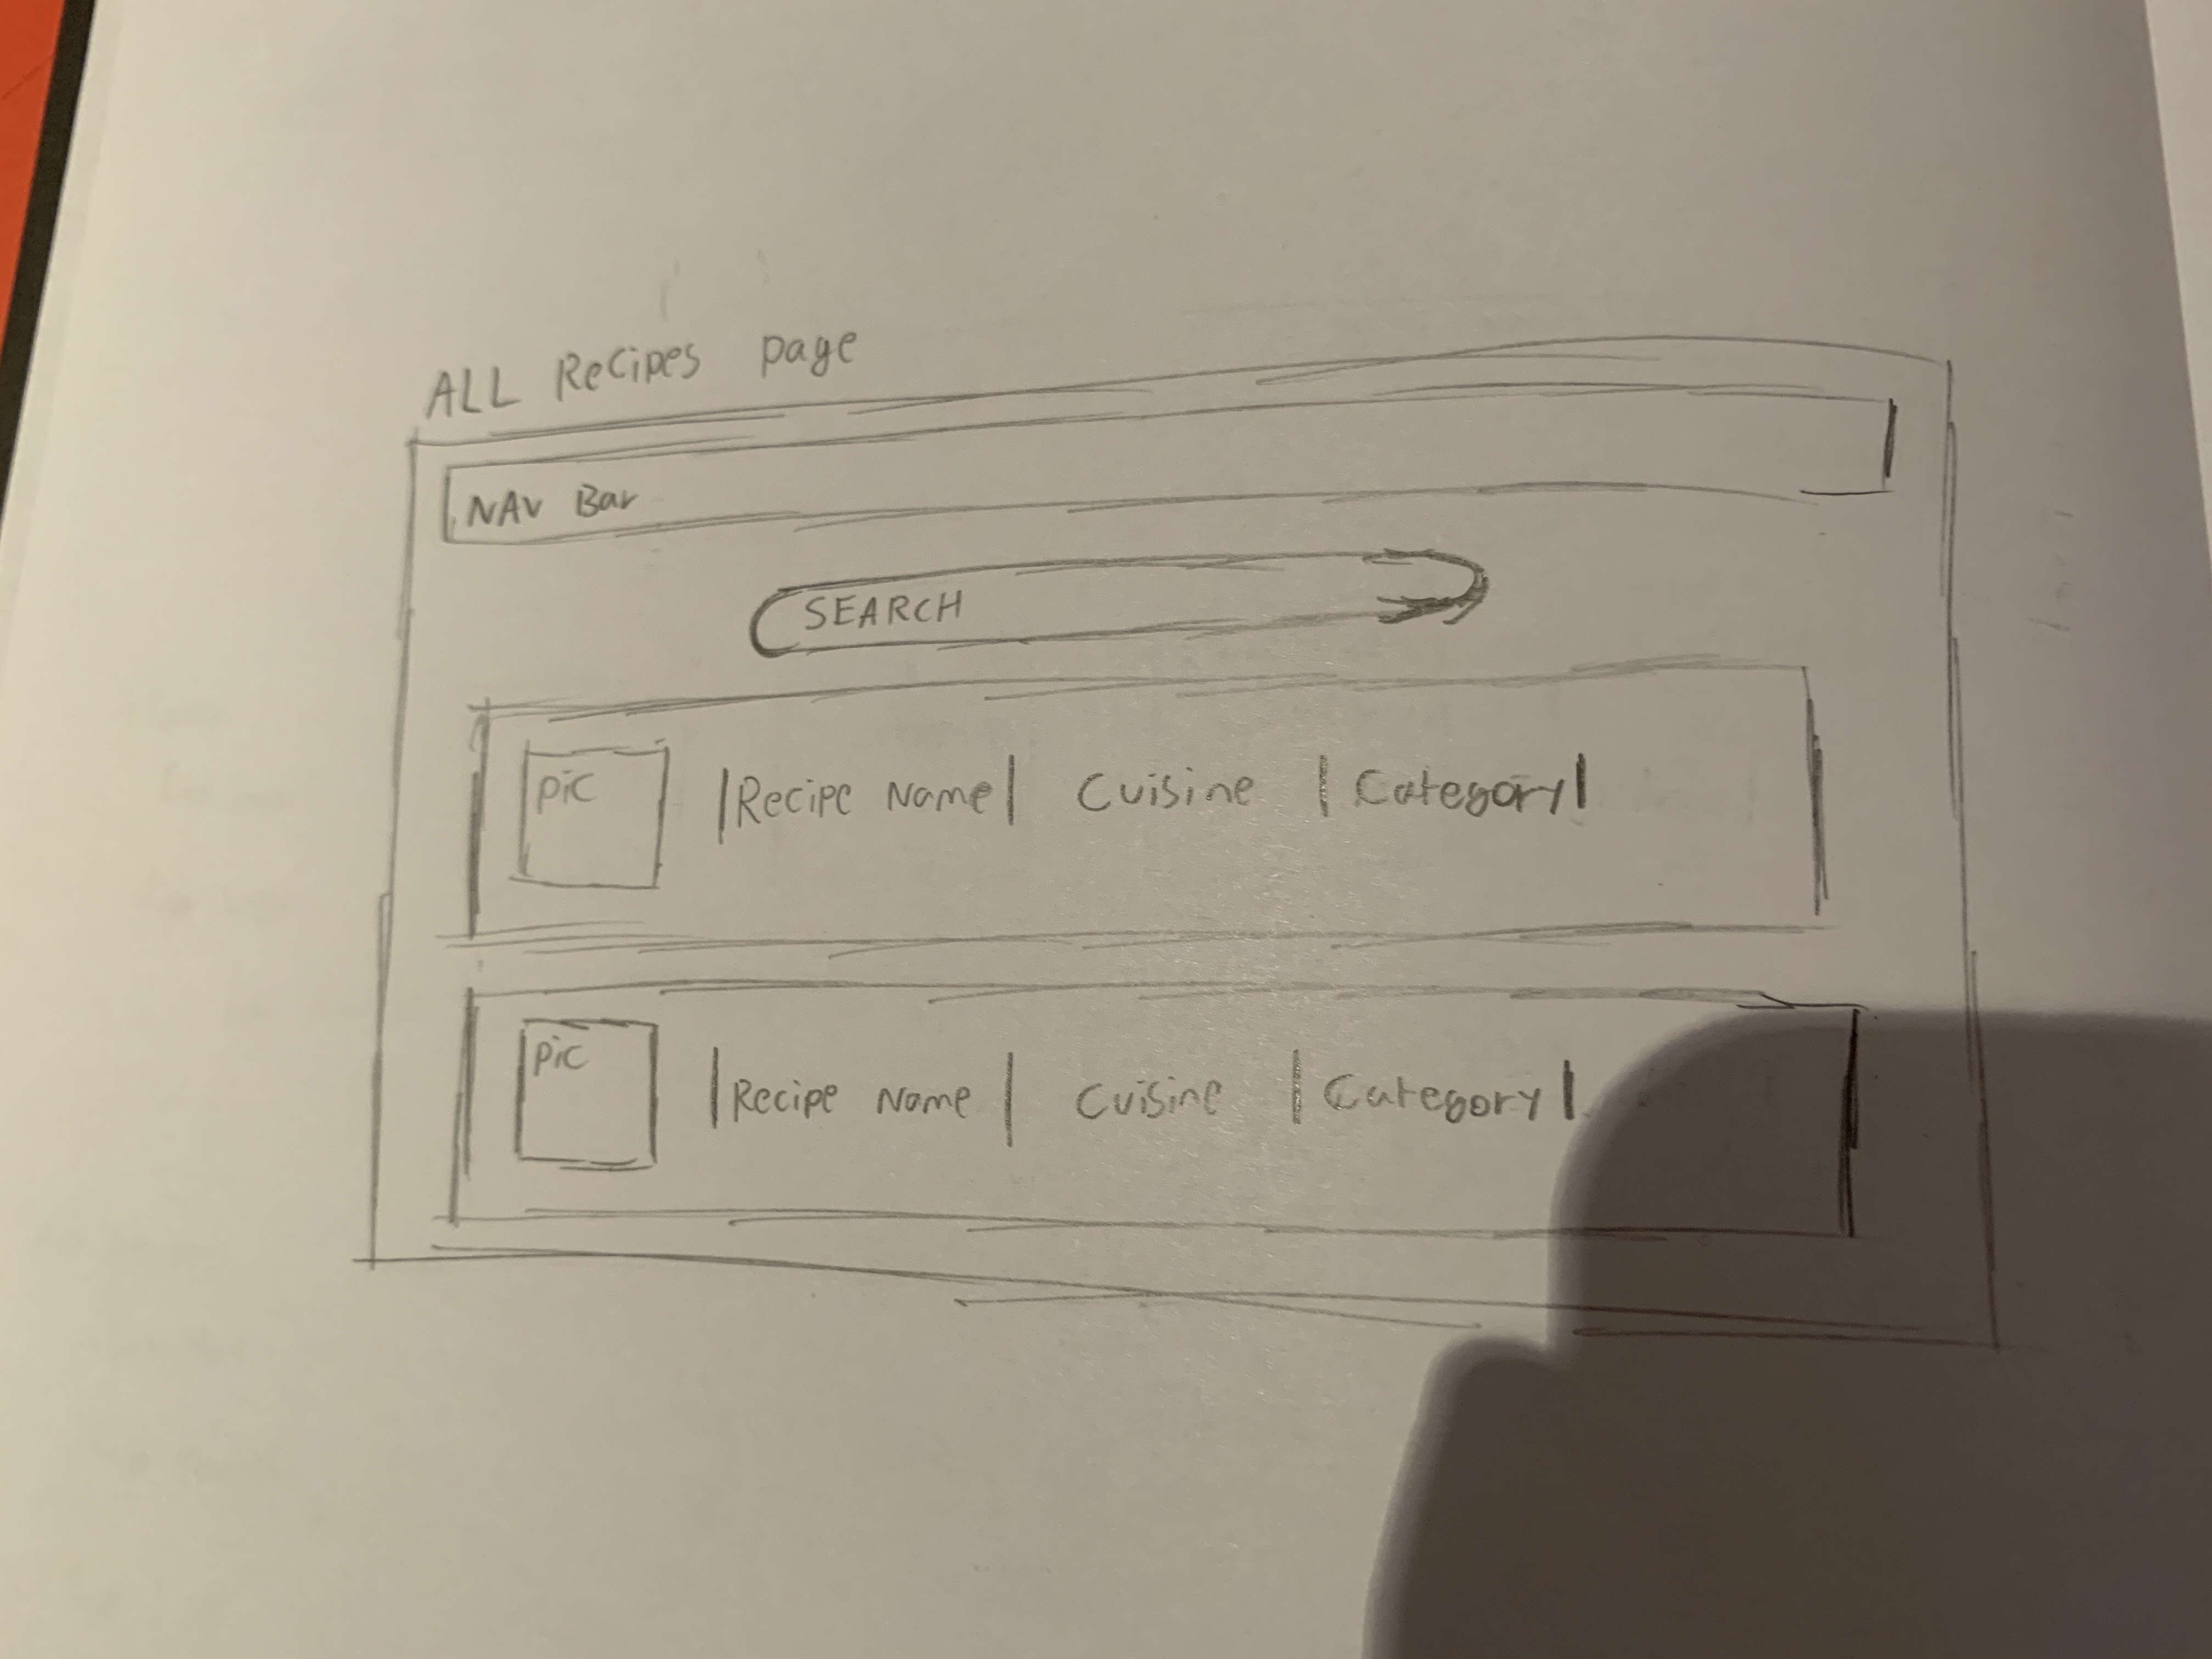 ALL Recipes page
NAV Bar
SEARCH
pic |Recipe Name| Cuisine | Category|
pic |Recipe Name| Cuisine | Category|